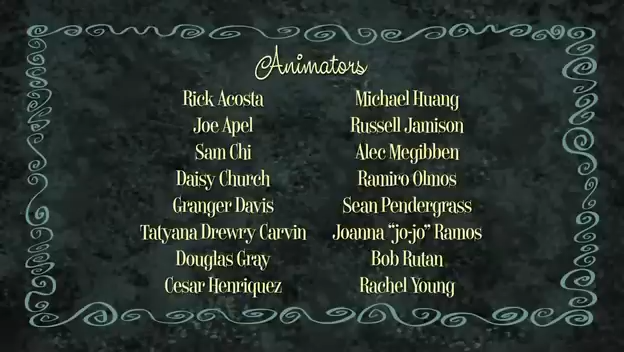 Animators
Rick Acosta
Joe Apel
Sam Chi
Daisy Church
Granger Davis
Tatyana Drewry Carvin
Douglas Gray
Cesar Henriquez
Michael Huang
Russell Jamison
Alec Megibben
Ramiro Olmos
Sean Pendergrass
Joanna “jo-jo” Ramos
Bob Rutan
Rachel Young